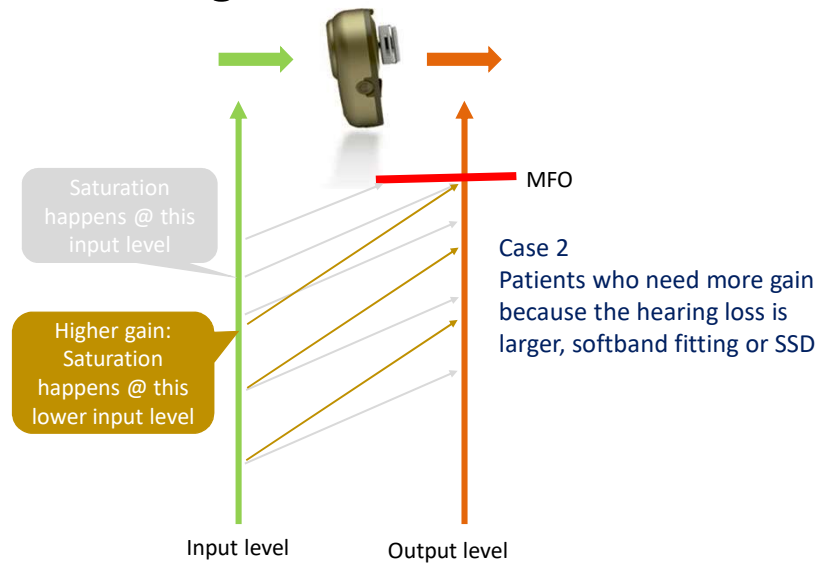 Saturation
happens @ this
input level
MFO
Case 2
Patients who need more gain
because the hearing loss is
larger, softband fitting or SSD
Higher gain:
Saturation
happens @ this
lower input level
Input level
Output level